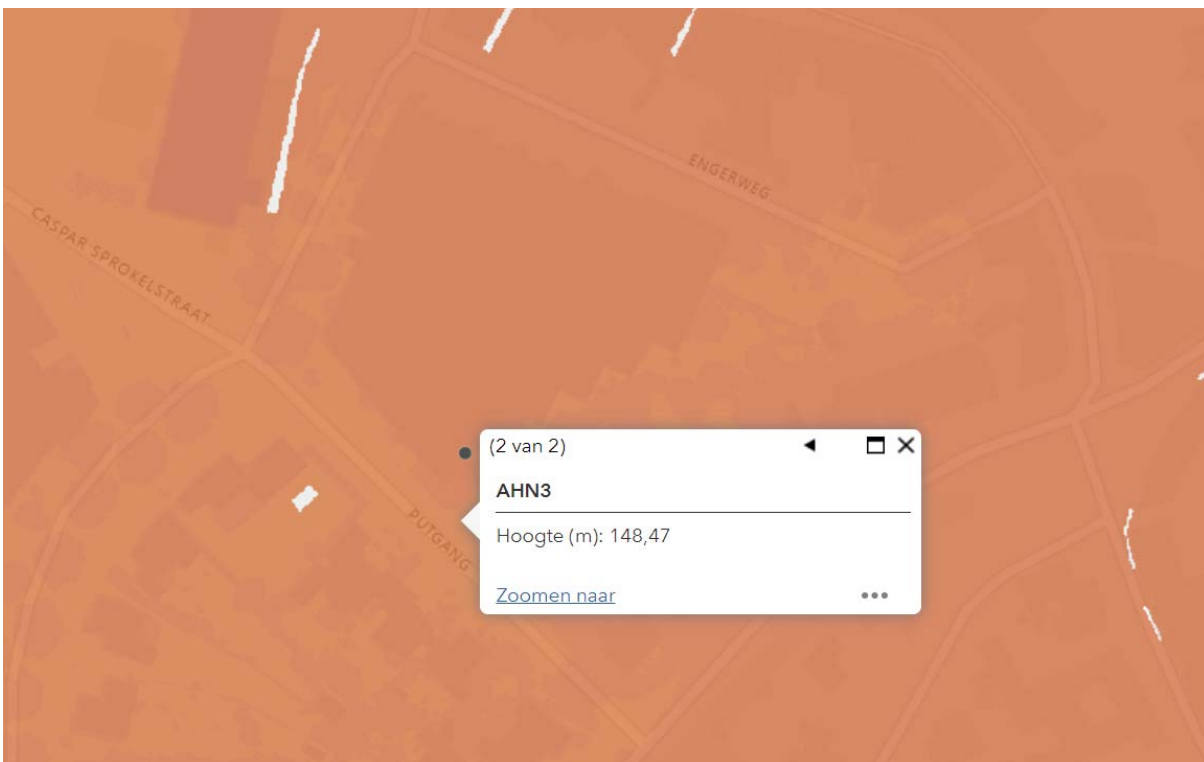 ENGERWEG
CASPAR SPROKELSTRAAT
(2 van 2)
AHN3
Hoogte (m): 148,47
PUTGANG
Zoomen naar